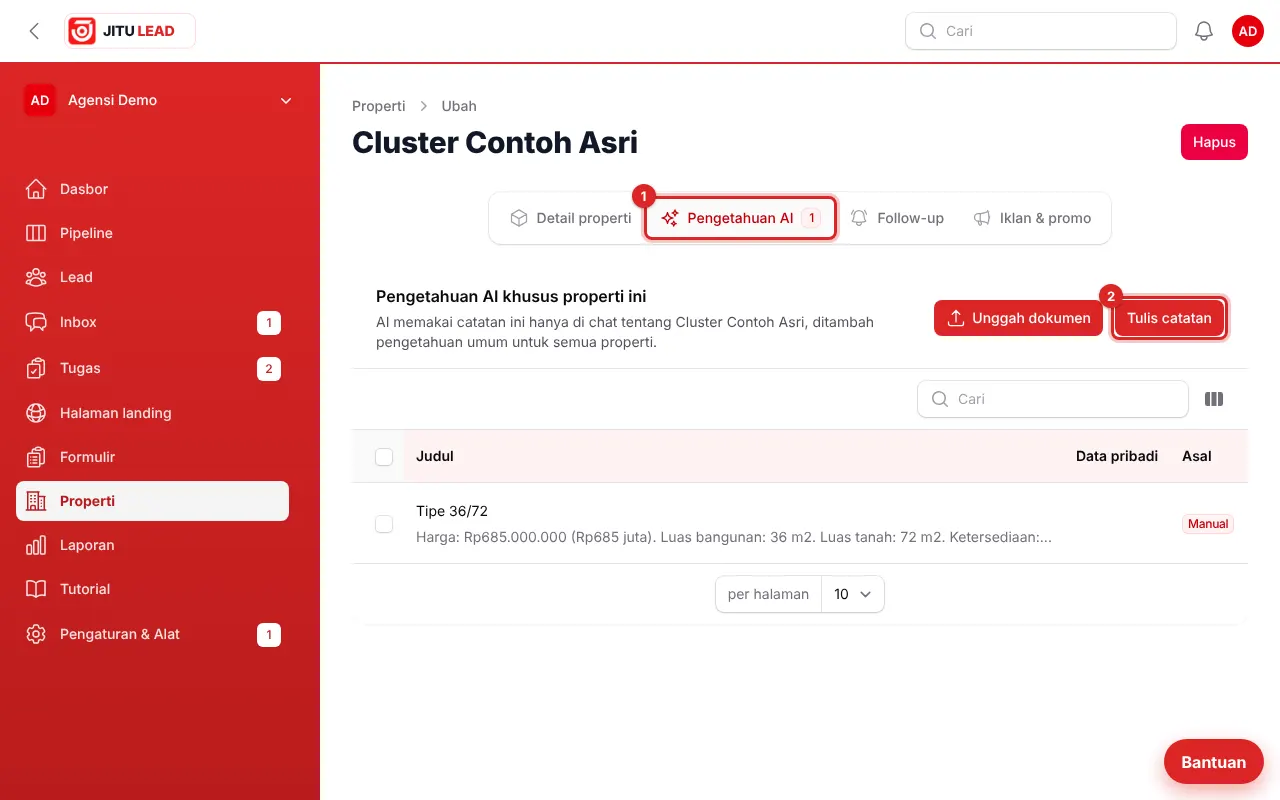 JITU LEAD
Cari
AD
AD
Agensi Demo
Dasbor
Pipeline
Lead
Inbox
1
Tugas
2
Halaman landing
Formulir
Properti
Laporan
Tutorial
Pengaturan & Alat
1
Properti
Ubah
Cluster Contoh Asri
Hapus
1
Detail properti
Pengetahuan AI
1
Follow-up
Iklan & promo
Pengetahuan AI khusus properti ini
AI memakai catatan ini hanya di chat tentang Cluster Contoh Asri, ditambah
pengetahuan umum untuk semua properti.
Unggah dokumen
2
Tulis catatan
Cari
Judul
Data pribadi
Asal
Tipe 36/72
Harga: Rp685.000.000 (Rp685 juta). Luas bangunan: 36 m2. Luas tanah: 72 m2. Ketersediaan:...
Manual
per halaman
10
Bantuan